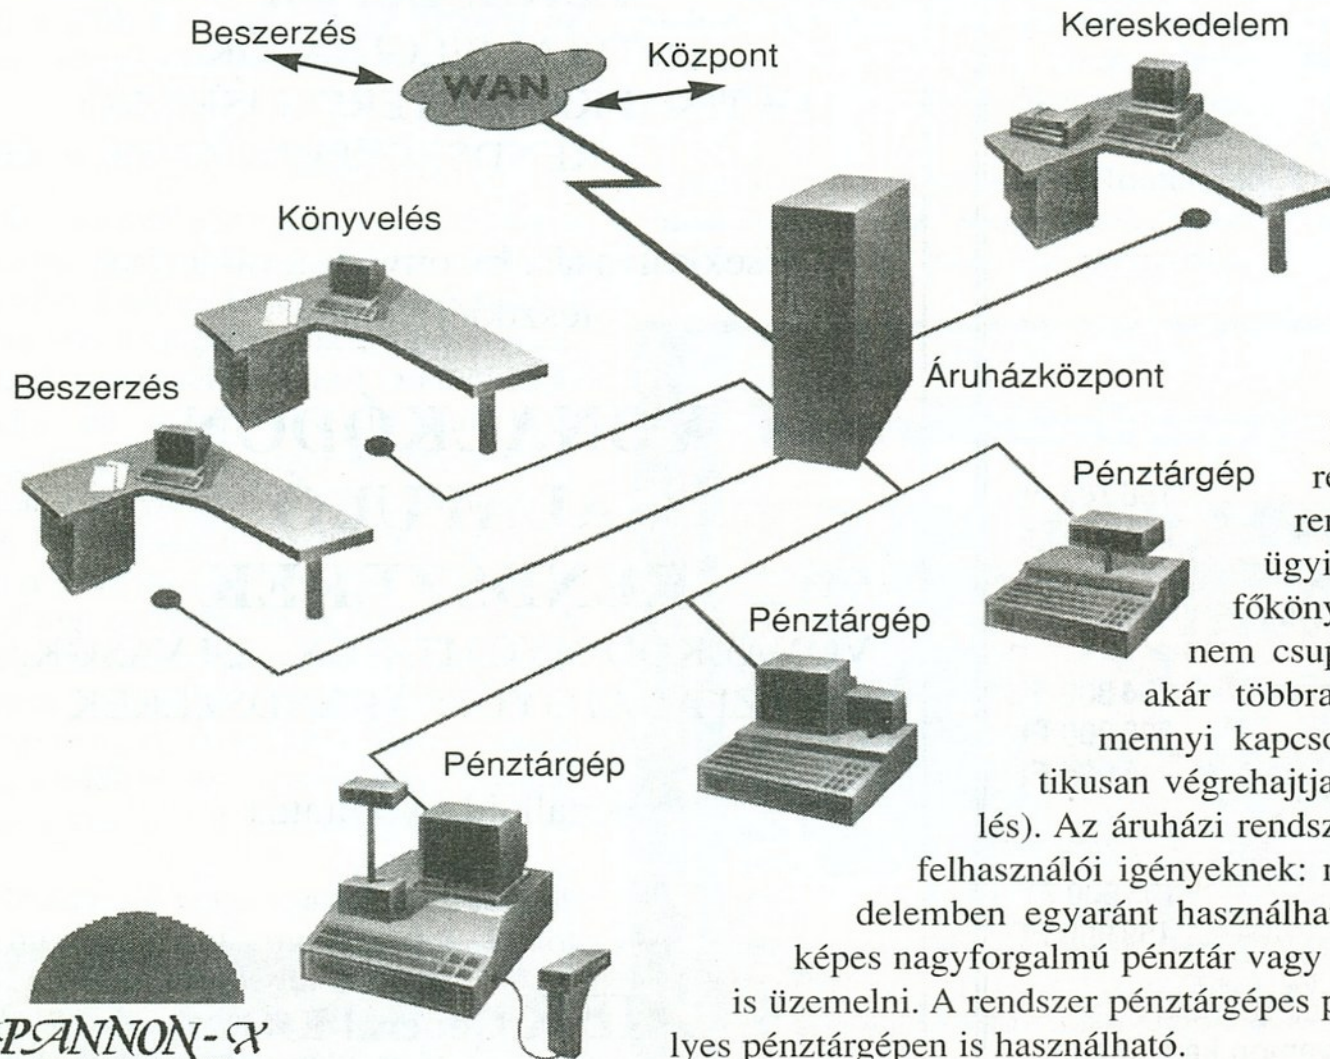 Beszerzés
WAN
Központ
Kereskedelem
Könyvelés
Beszerzés
Áruházközpont
Pénztárgép
Pénztárgép
Pénztárgép
PANNON-X
re
ren
ügyi
főköny
nem csup
akár többra
mennyi kapcso
tikusan végrehajtja
lés). Az áruházi rendsz
felhasználói igényeknek: n
delemben egyaránt használha
képes nagyforgalmú pénztár vagy
is üzemelni. A rendszer pénztárgépes p
lyes pénztárgépen is használható.